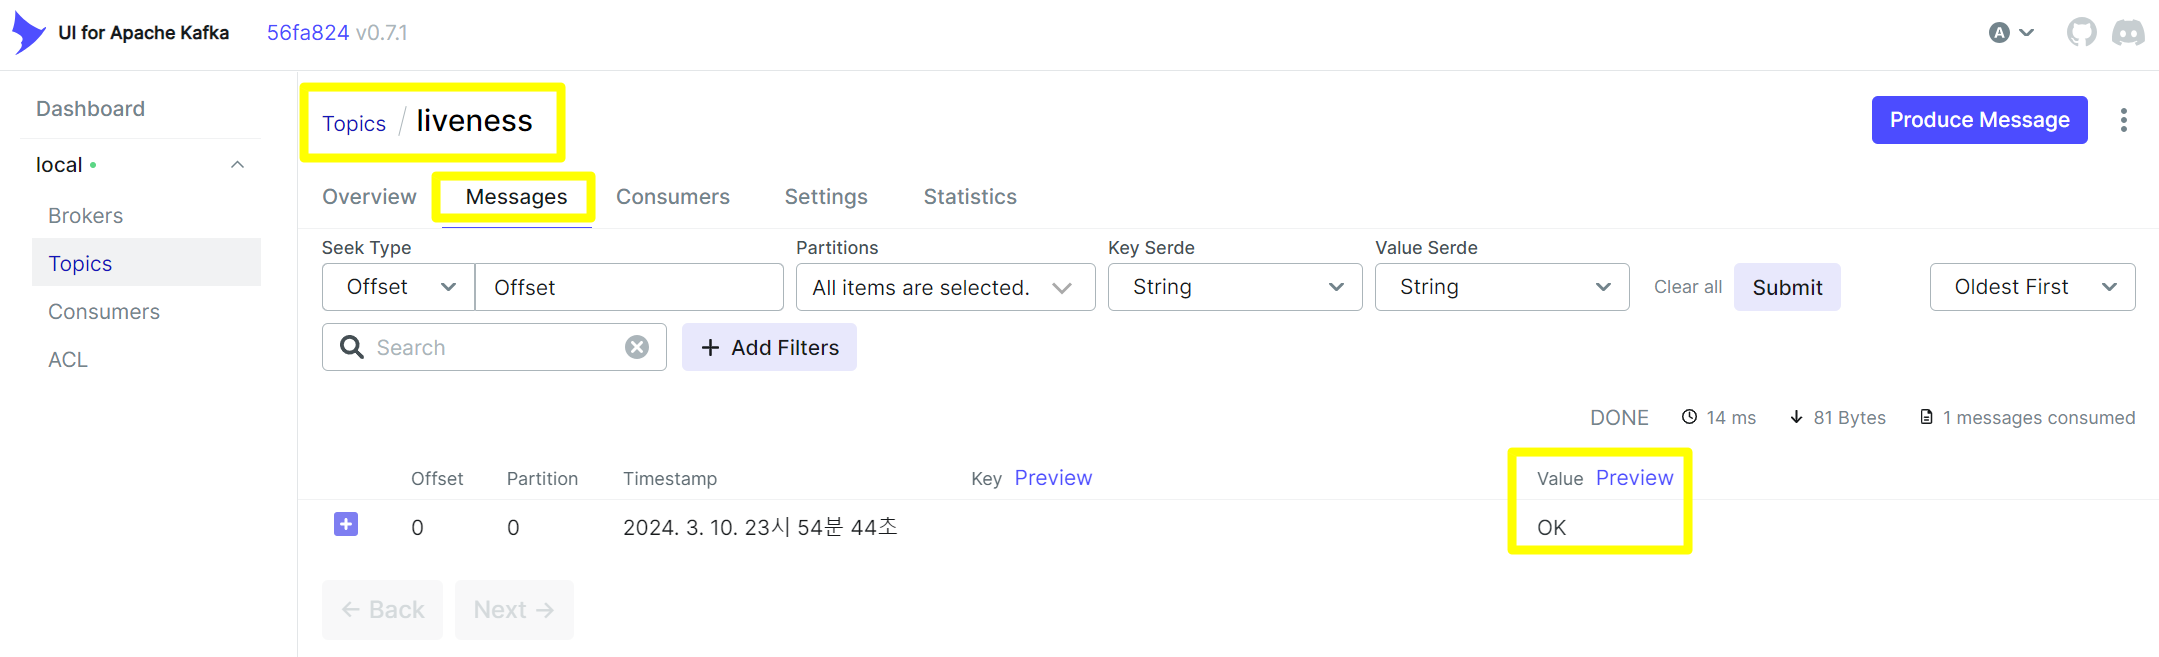 UI for Apache Kafka 56fa824 v0.7.1 A
Dashboard
local
Brokers
Topics
Consumers
ACL
Topics / liveness
Produce Message
Overview Messages Consumers Settings Statistics
Seek Type Partitions Key Serde Value Serde
Offset Offset All items are selected. String String Clear all Submit Oldest First
Search + Add Filters
DONE 14 ms 81 Bytes 1 messages consumed
Offset Partition Timestamp Key Preview Value Preview
0 0 2024. 3. 10. 23시 54분 44초 OK
← Back Next →